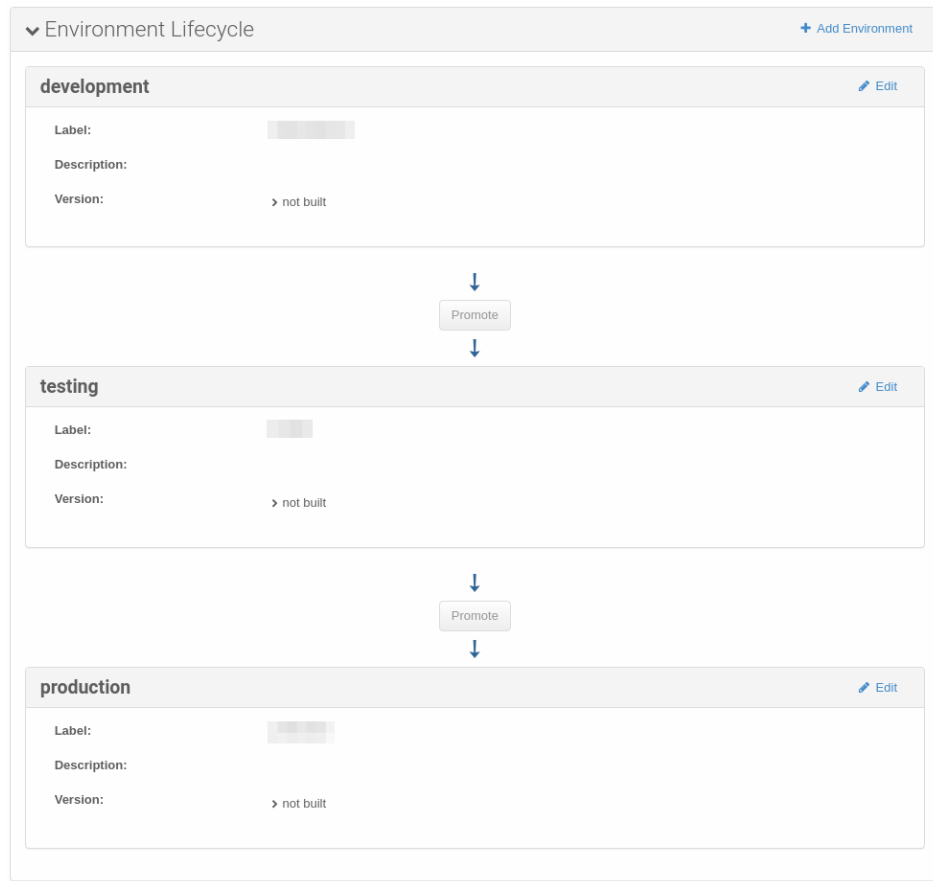 Environment Lifecycle
Add Environment
development
Edit
Label:
Description:
Version:
not built
Promote
testing
Edit
Label:
Description:
Version:
not built
Promote
production
Edit
Label:
Description:
Version:
not built